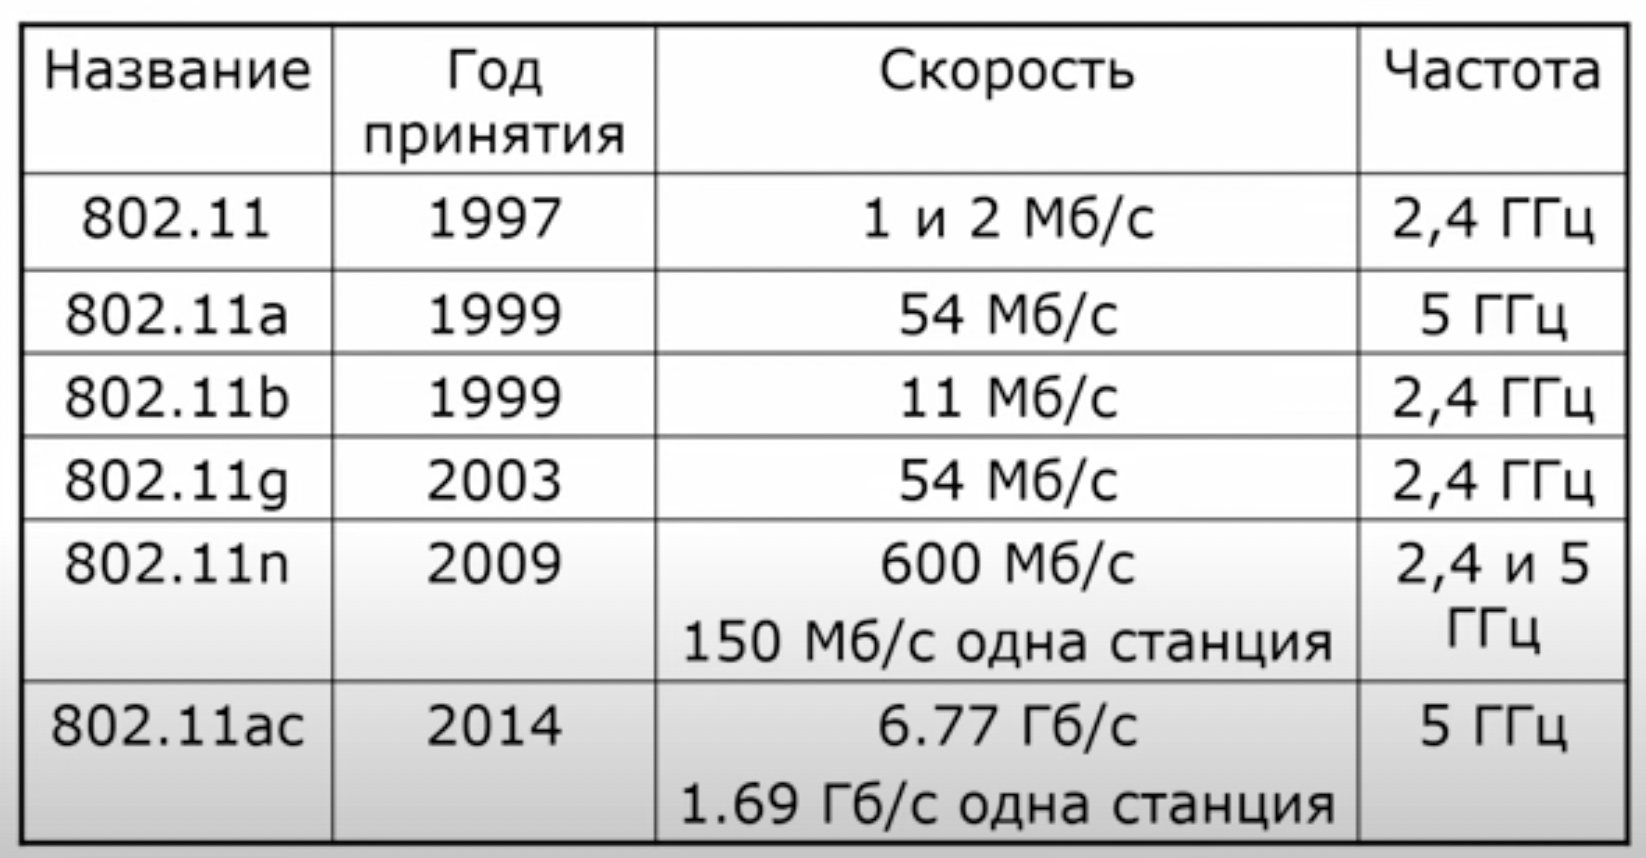 Название Год принятия Скорость Частота
802.11 1997 1 и 2 Мб/с 2,4 ГГц
802.11a 1999 54 Мб/с 5 ГГц
802.11b 1999 11 Мб/с 2,4 ГГц
802.11g 2003 54 Мб/с 2,4 ГГц
802.11n 2009 600 Мб/с 2,4 и 5 ГГц
150 Мб/с одна станция
802.11ac 2014 6.77 Гб/с 5 ГГц
1.69 Гб/с одна станция